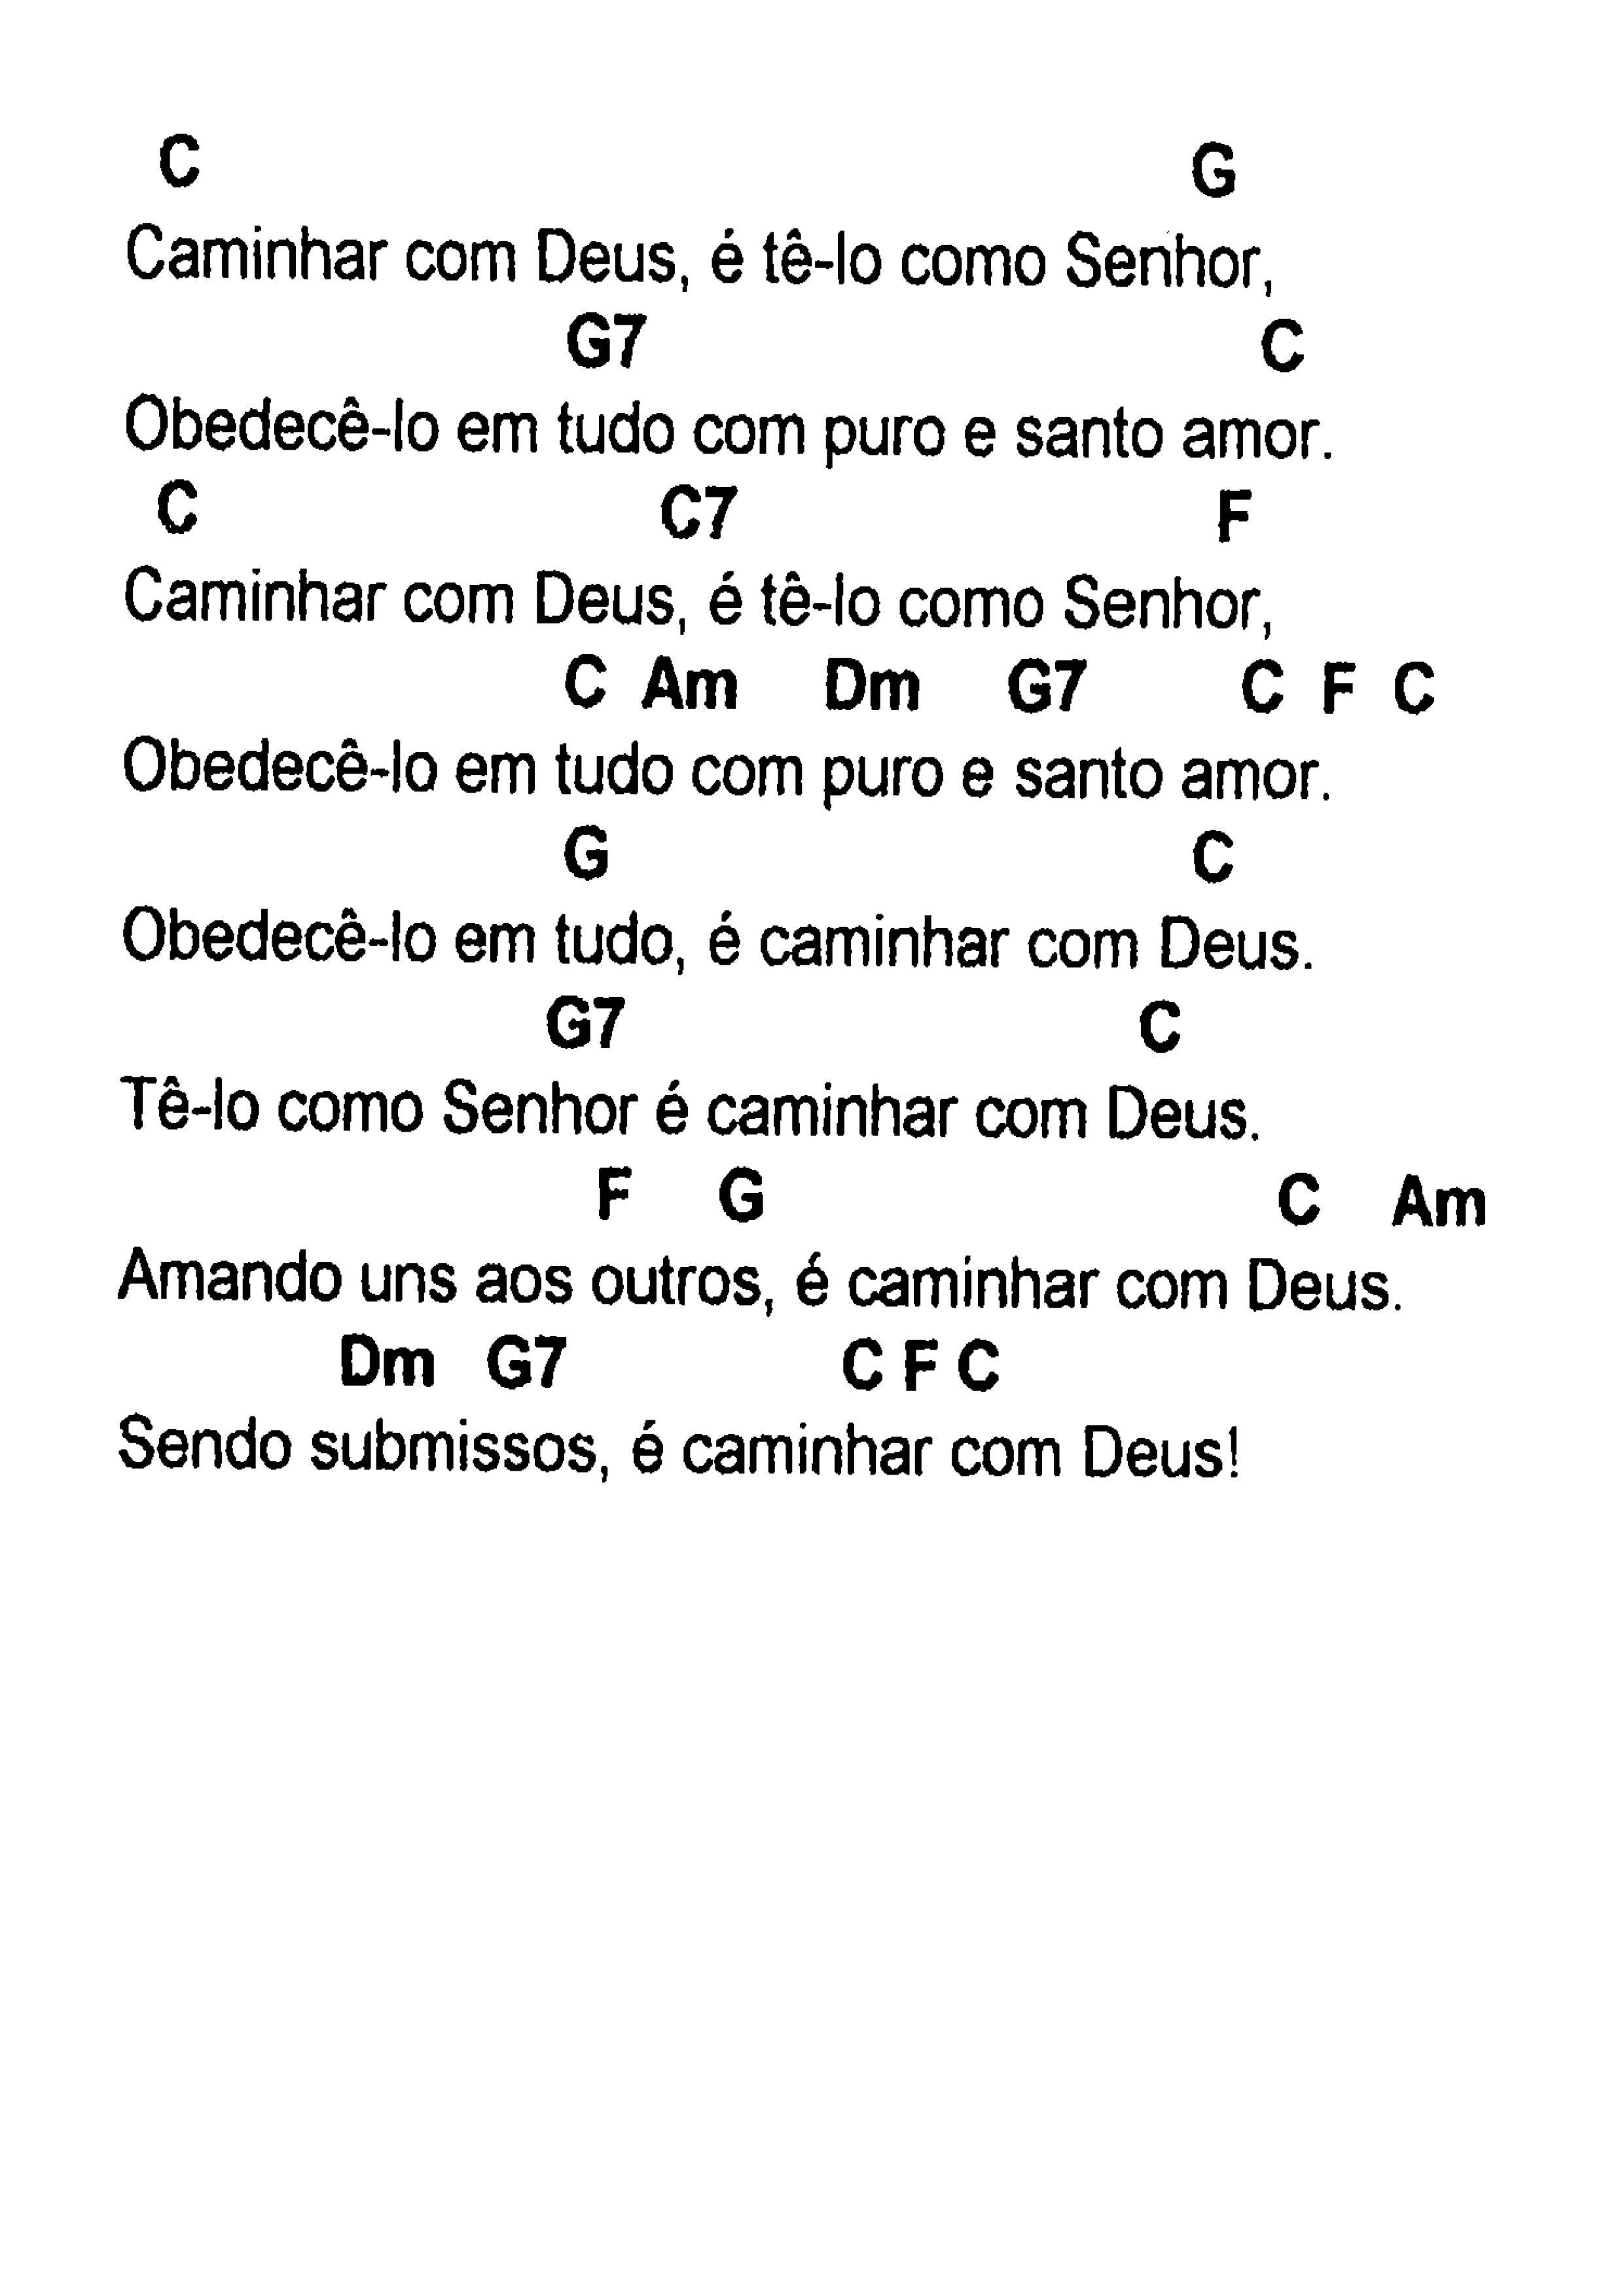 C G
Caminhar com Deus, é tê-lo como Senhor,
G7 C
Obedecê-lo em tudo com puro e santo amor.
C C7 F
Caminhar com Deus, é tê-lo como Senhor,
C Am Dm G7 C F C
Obedecê-lo em tudo com puro e santo amor.
G C
Obedecê-lo em tudo, é caminhar com Deus.
G7 C
Tê-lo como Senhor é caminhar com Deus.
F G C Am
Amando uns aos outros, é caminhar com Deus.
Dm G7 C F C
Sendo submissos, é caminhar com Deus!